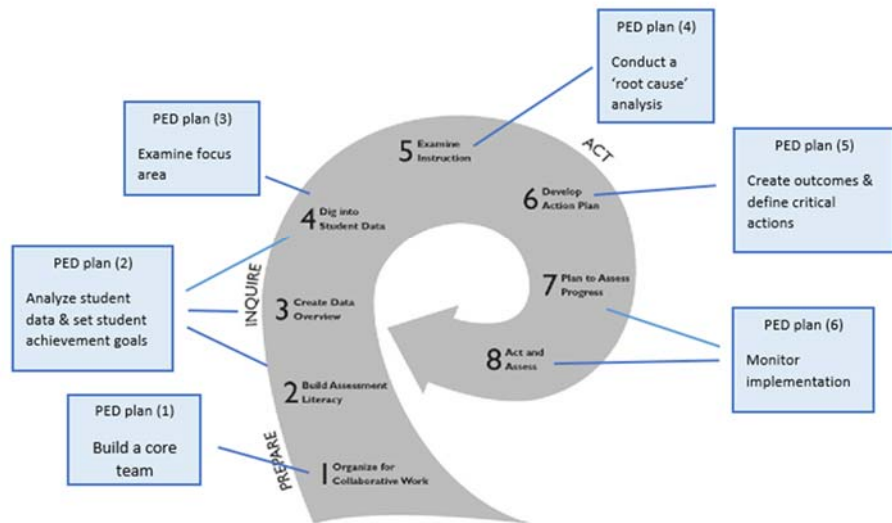 PED plan (4)
Conduct a
‘root cause’
analysis
PED plan (3)
Examine focus
area
5 Examine
Instruction
ACT
PED plan (5)
Create outcomes &
define critical
actions
6 Develop
Action Plan
4 Dig into
Student Data
PED plan (2)
Analyze student
data & set student
achievement goals
INQUIRE
3 Create Data
Overview
7 Plan to Assess
Progress
PED plan (6)
Monitor
implementation
8 Act and
Assess
2 Build Assessment
Literacy
PED plan (1)
Build a core
team
PREPARE
1 Organize for
Collaborative Work